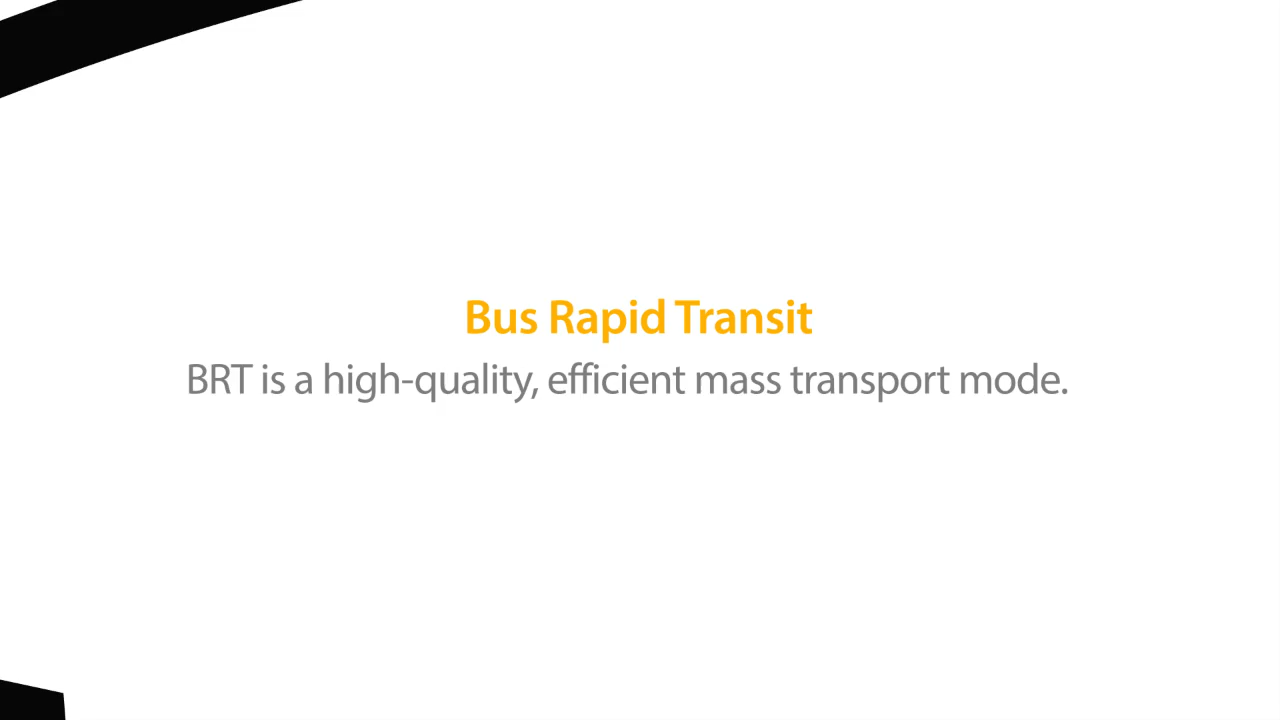 Bus Rapid Transit
BRT is a high-quality, efficient mass transport mode.